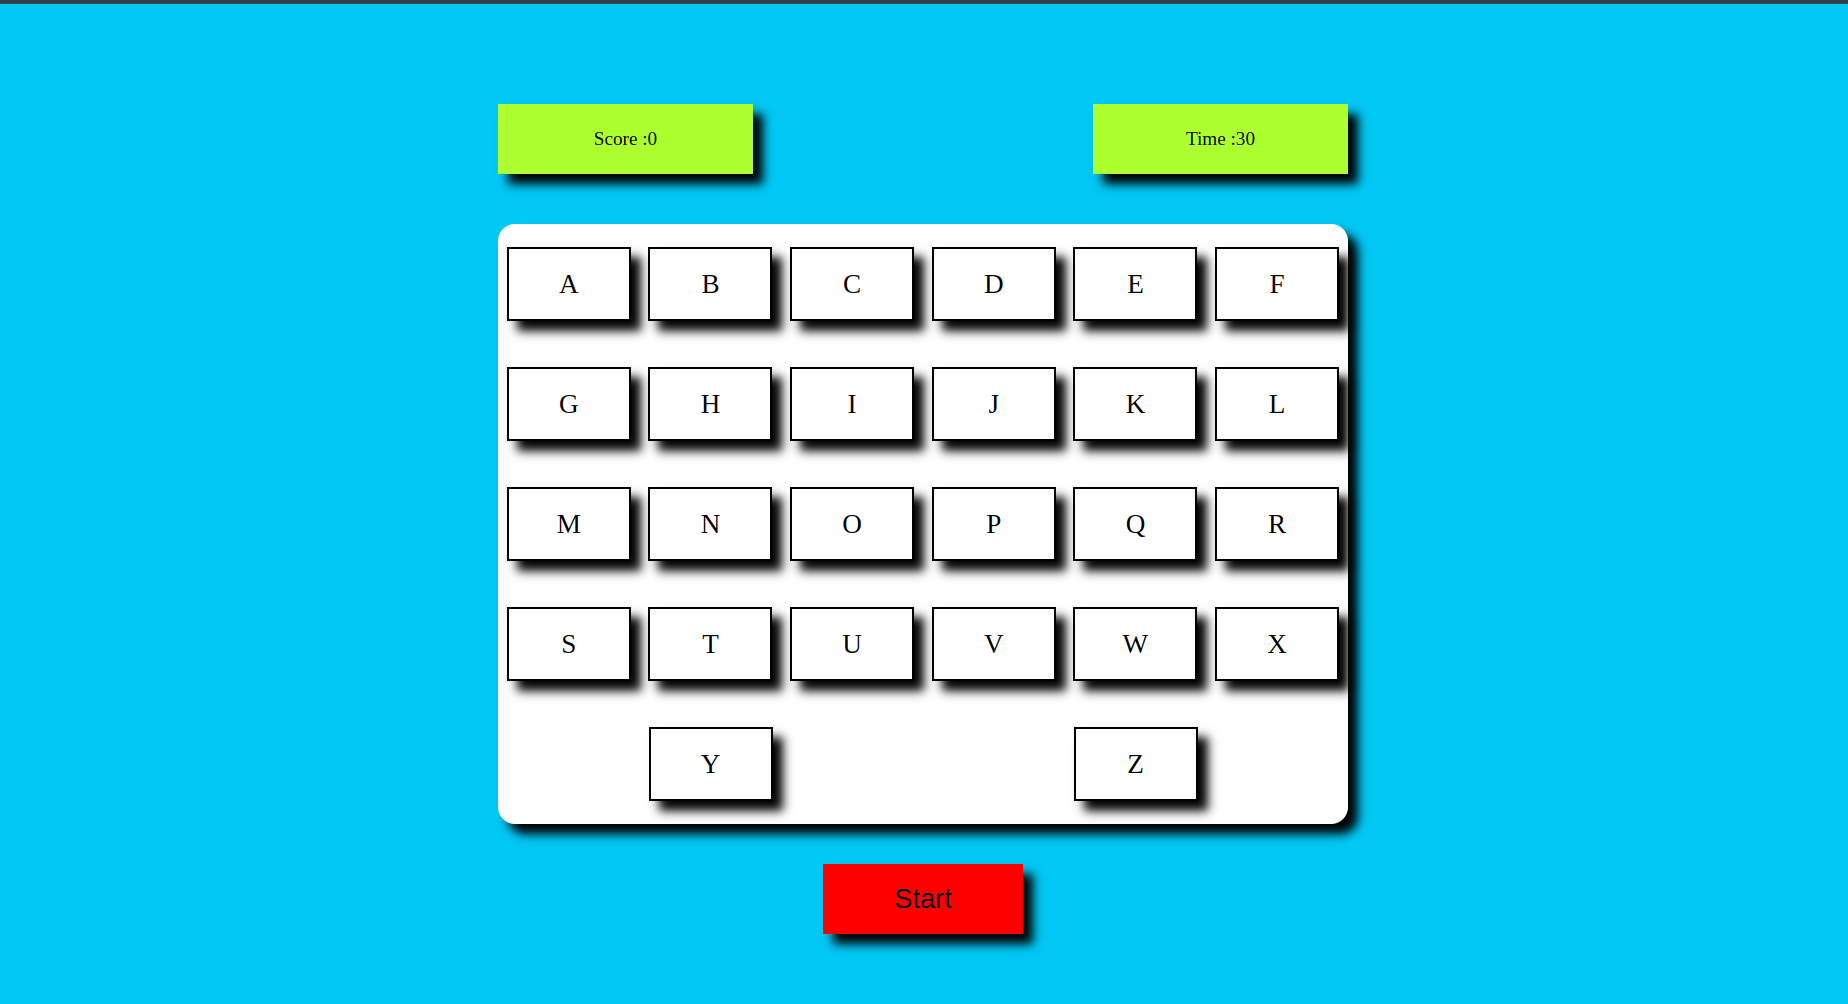 Score :0 Time :30
A B C D E F
G H I J K L
M N O P Q R
S T U V W X
Y Z
Start